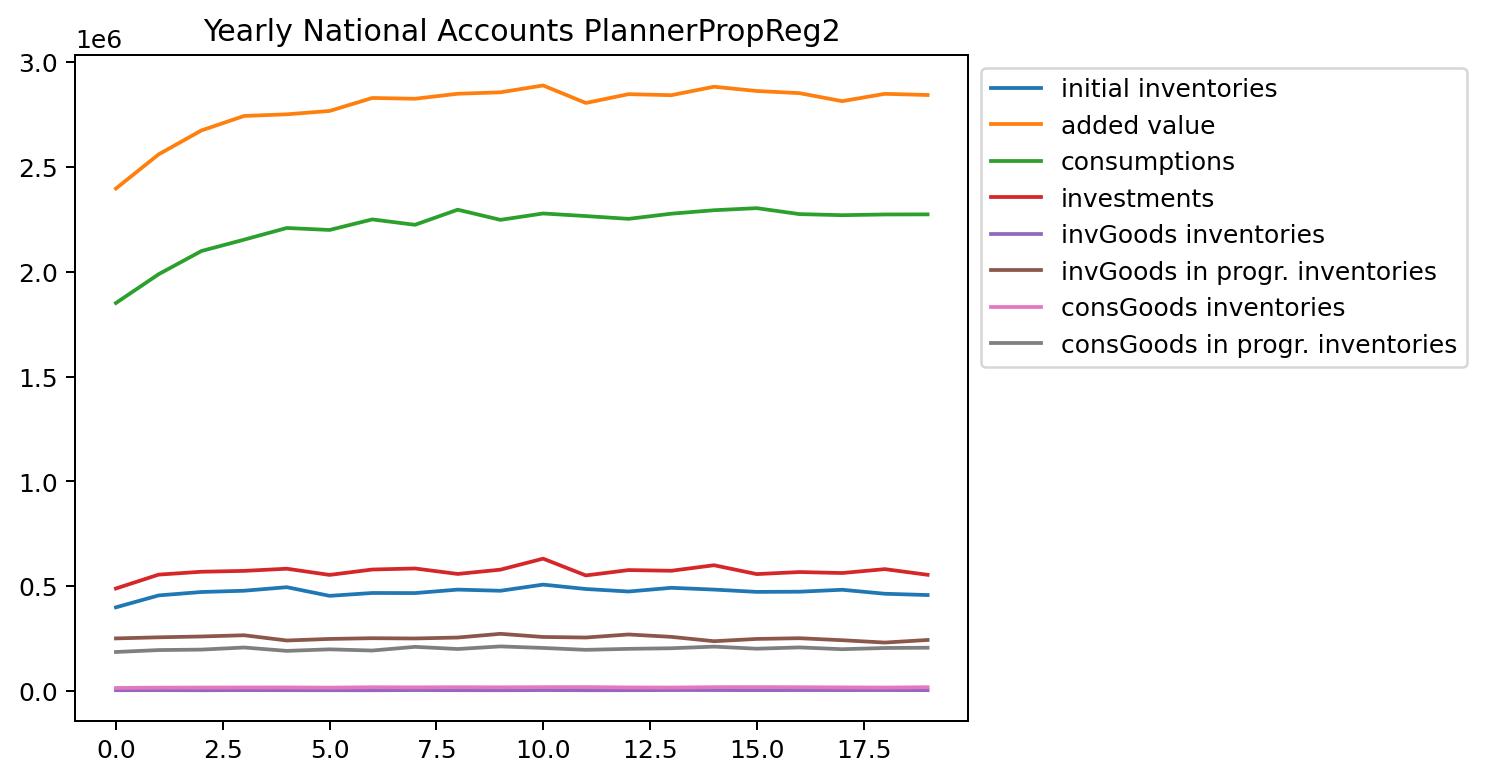 Yearly National Accounts PlannerPropReg2
1e6
3.0
2.5
2.0
1.5
1.0
0.5
0.0
0.0 2.5 5.0 7.5 10.0 12.5 15.0 17.5
initial inventories
added value
consumptions
investments
invGoods inventories
invGoods in progr. inventories
consGoods inventories
consGoods in progr. inventories